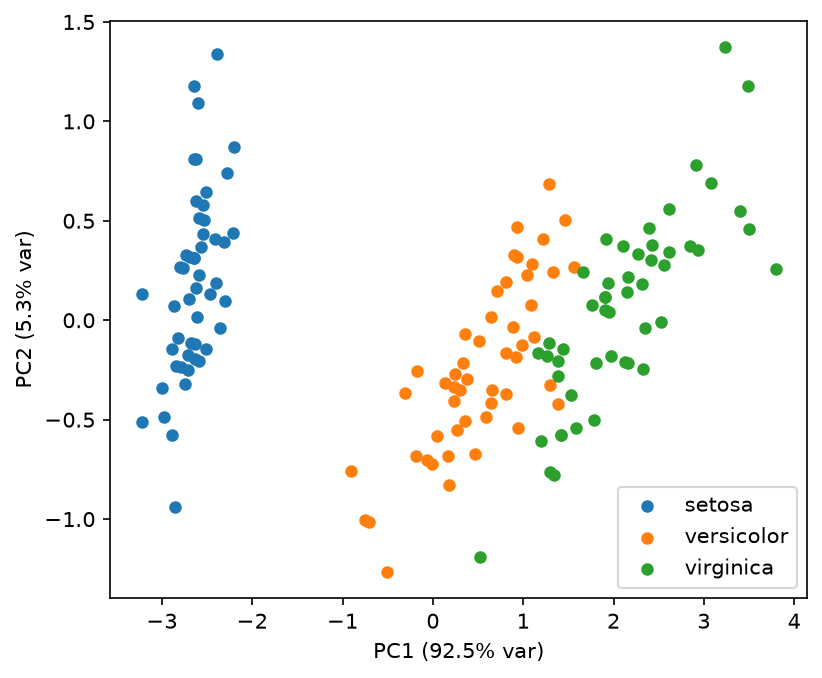 1.5
1.0
0.5
0.0
−0.5
−1.0
PC2 (5.3% var)
−3 −2 −1 0 1 2 3 4
PC1 (92.5% var)
setosa
versicolor
virginica